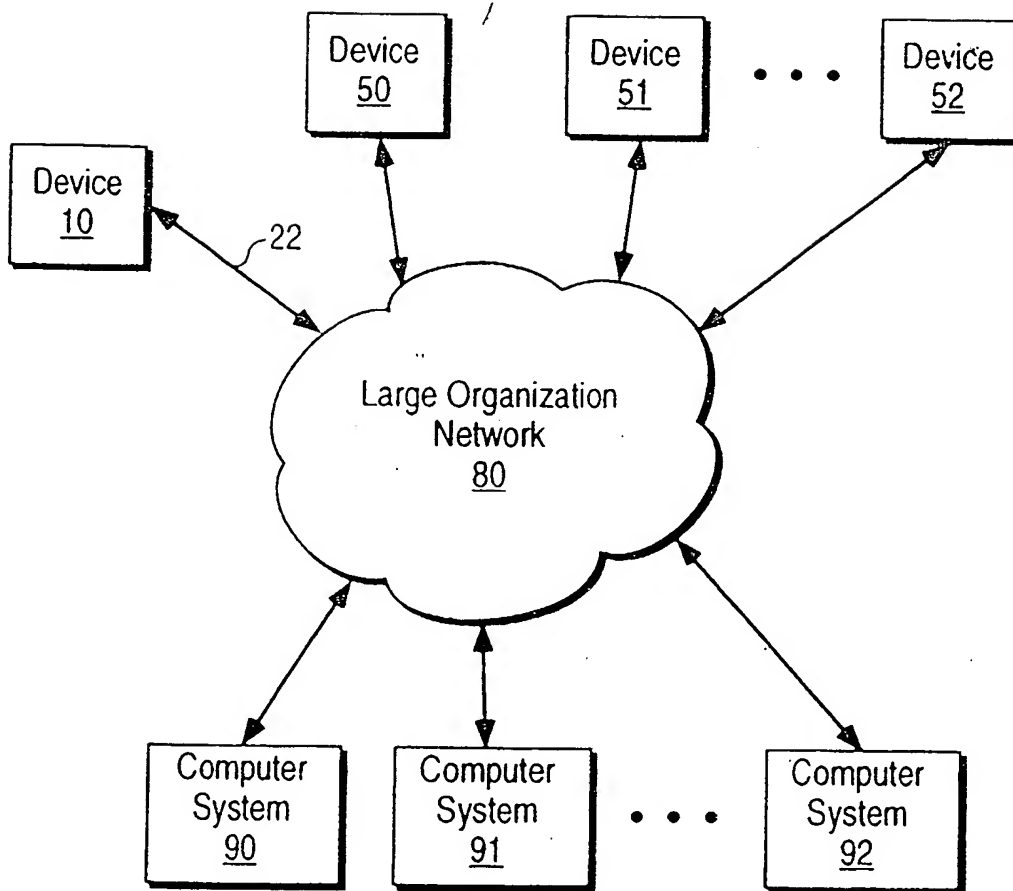 Device
50
Device
51
Device
52
Device
10
22
Large Organization
Network
80
Computer
System
90
Computer
System
91
Computer
System
92